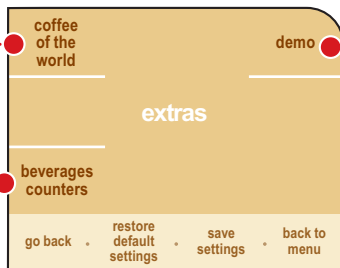 coffee
of the
world
demo
extras
beverages
counters
go back
restore
default
settings
save
settings
back to
menu